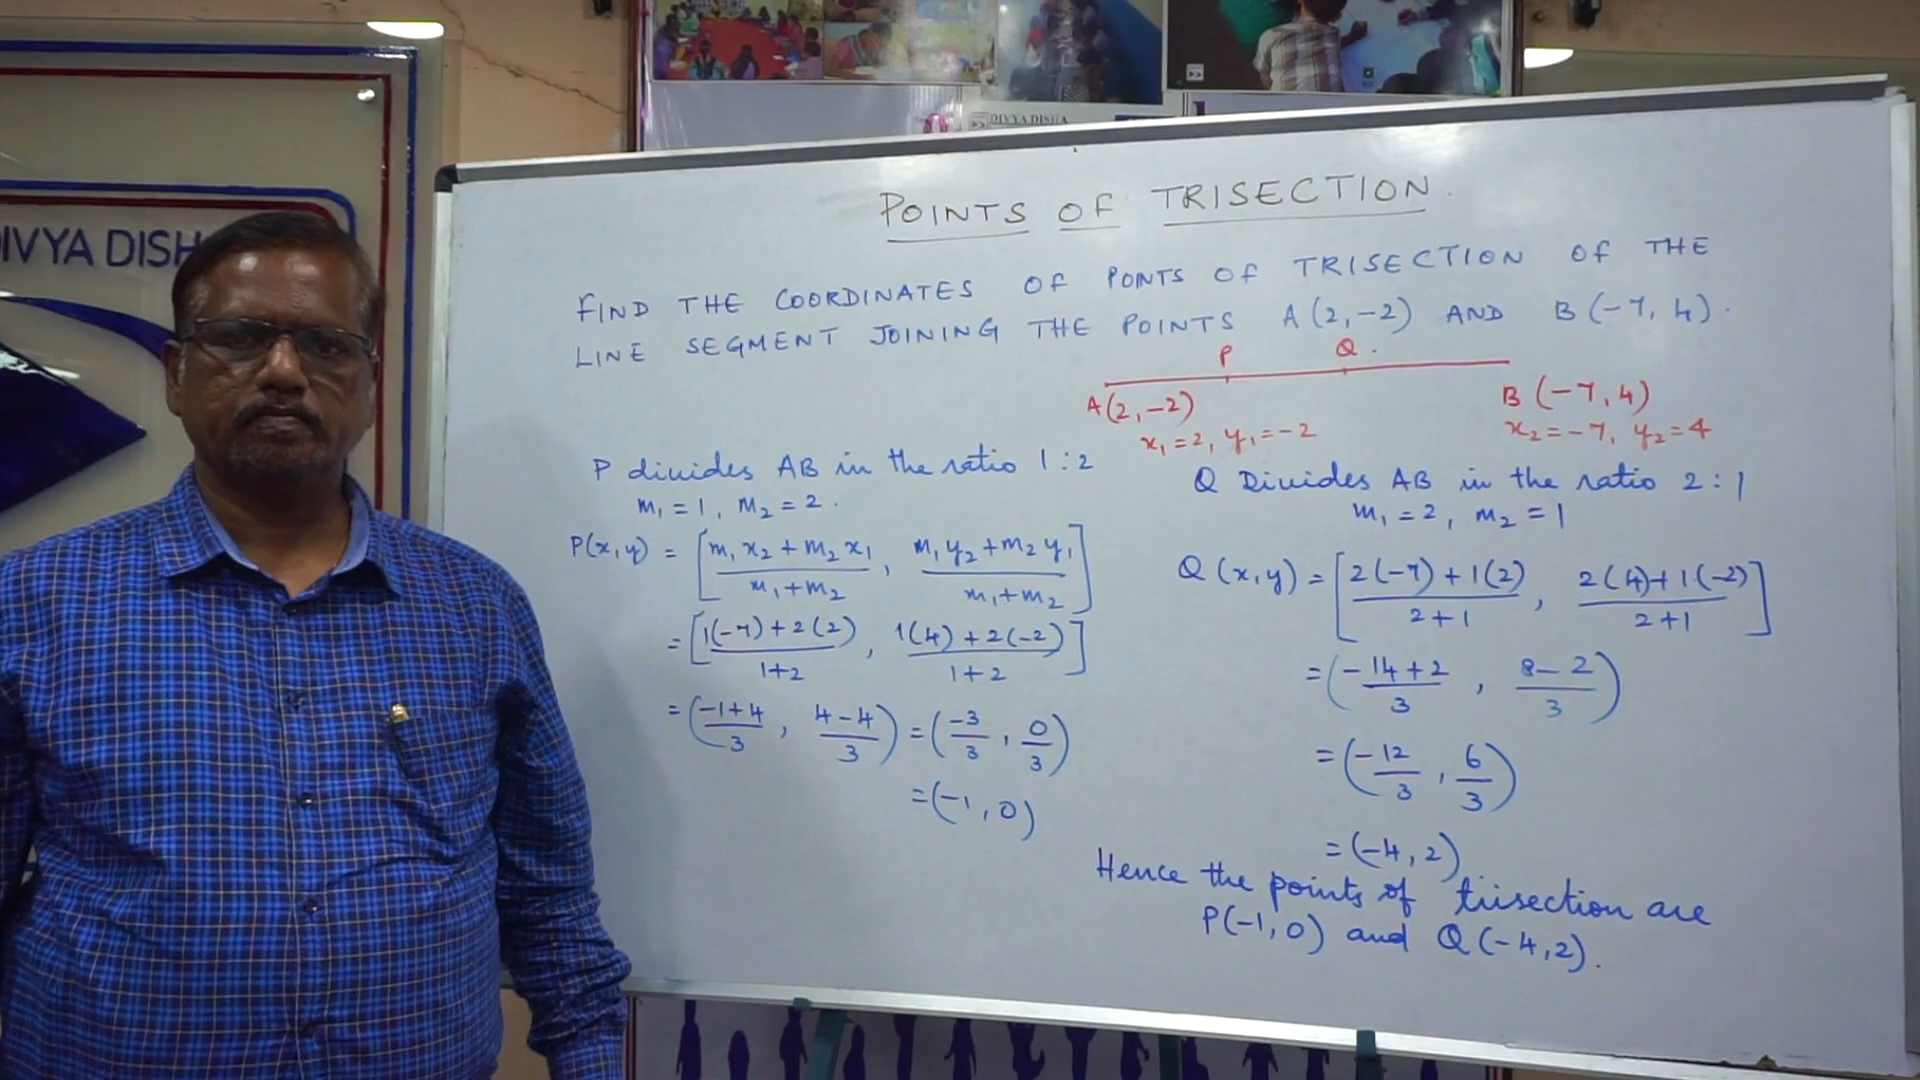 DIVYA DISHA
IVYA DISH
POINTS OF TRISECTION.
FIND THE COORDINATES OF PONTS OF TRISECTION OF THE
LINE SEGMENT JOINING THE POINTS A(2,-2) AND B(-7, 4).
P Q.
A(2,-2) B(-7,4)
x₁=2, y₁=-2 x₂=-7, y₂=4
P divides AB in the ratio 1:2
m₁=1, m₂=2.
P(x,y) = [m₁x₂+m₂x₁/m₁+m₂, m₁y₂+m₂y₁/m₁+m₂]
= [1(-7)+2(2)/1+2, 1(4)+2(-2)/1+2]
= (-1+4/3, 4-4/3) = (-3/3, 0/3)
= (-1, 0)
Q Divides AB in the ratio 2:1
m₁=2, m₂=1
Q(x,y) = [2(-7)+1(2)/2+1, 2(4)+1(-2)/2+1]
= (-14+2/3, 8-2/3)
= (-12/3, 6/3)
= (-4, 2)
Hence the points of trisection are
P(-1,0) and Q(-4,2).